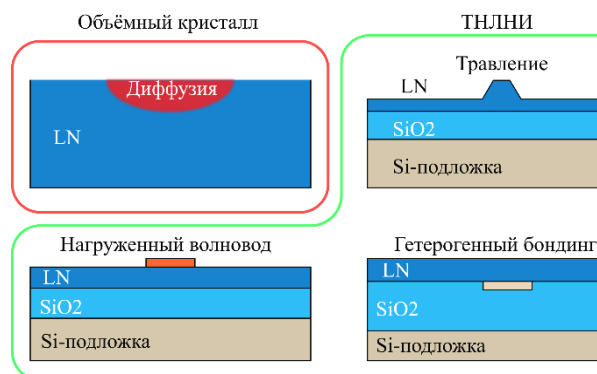 Объёмный кристалл
ТНЛНИ
Диффузия
LN
Травление
LN
SiO2
Si-подложка
Нагруженный волновод
LN
SiO2
Si-подложка
Гетерогенный бондинг
LN
SiO2
Si-подложка